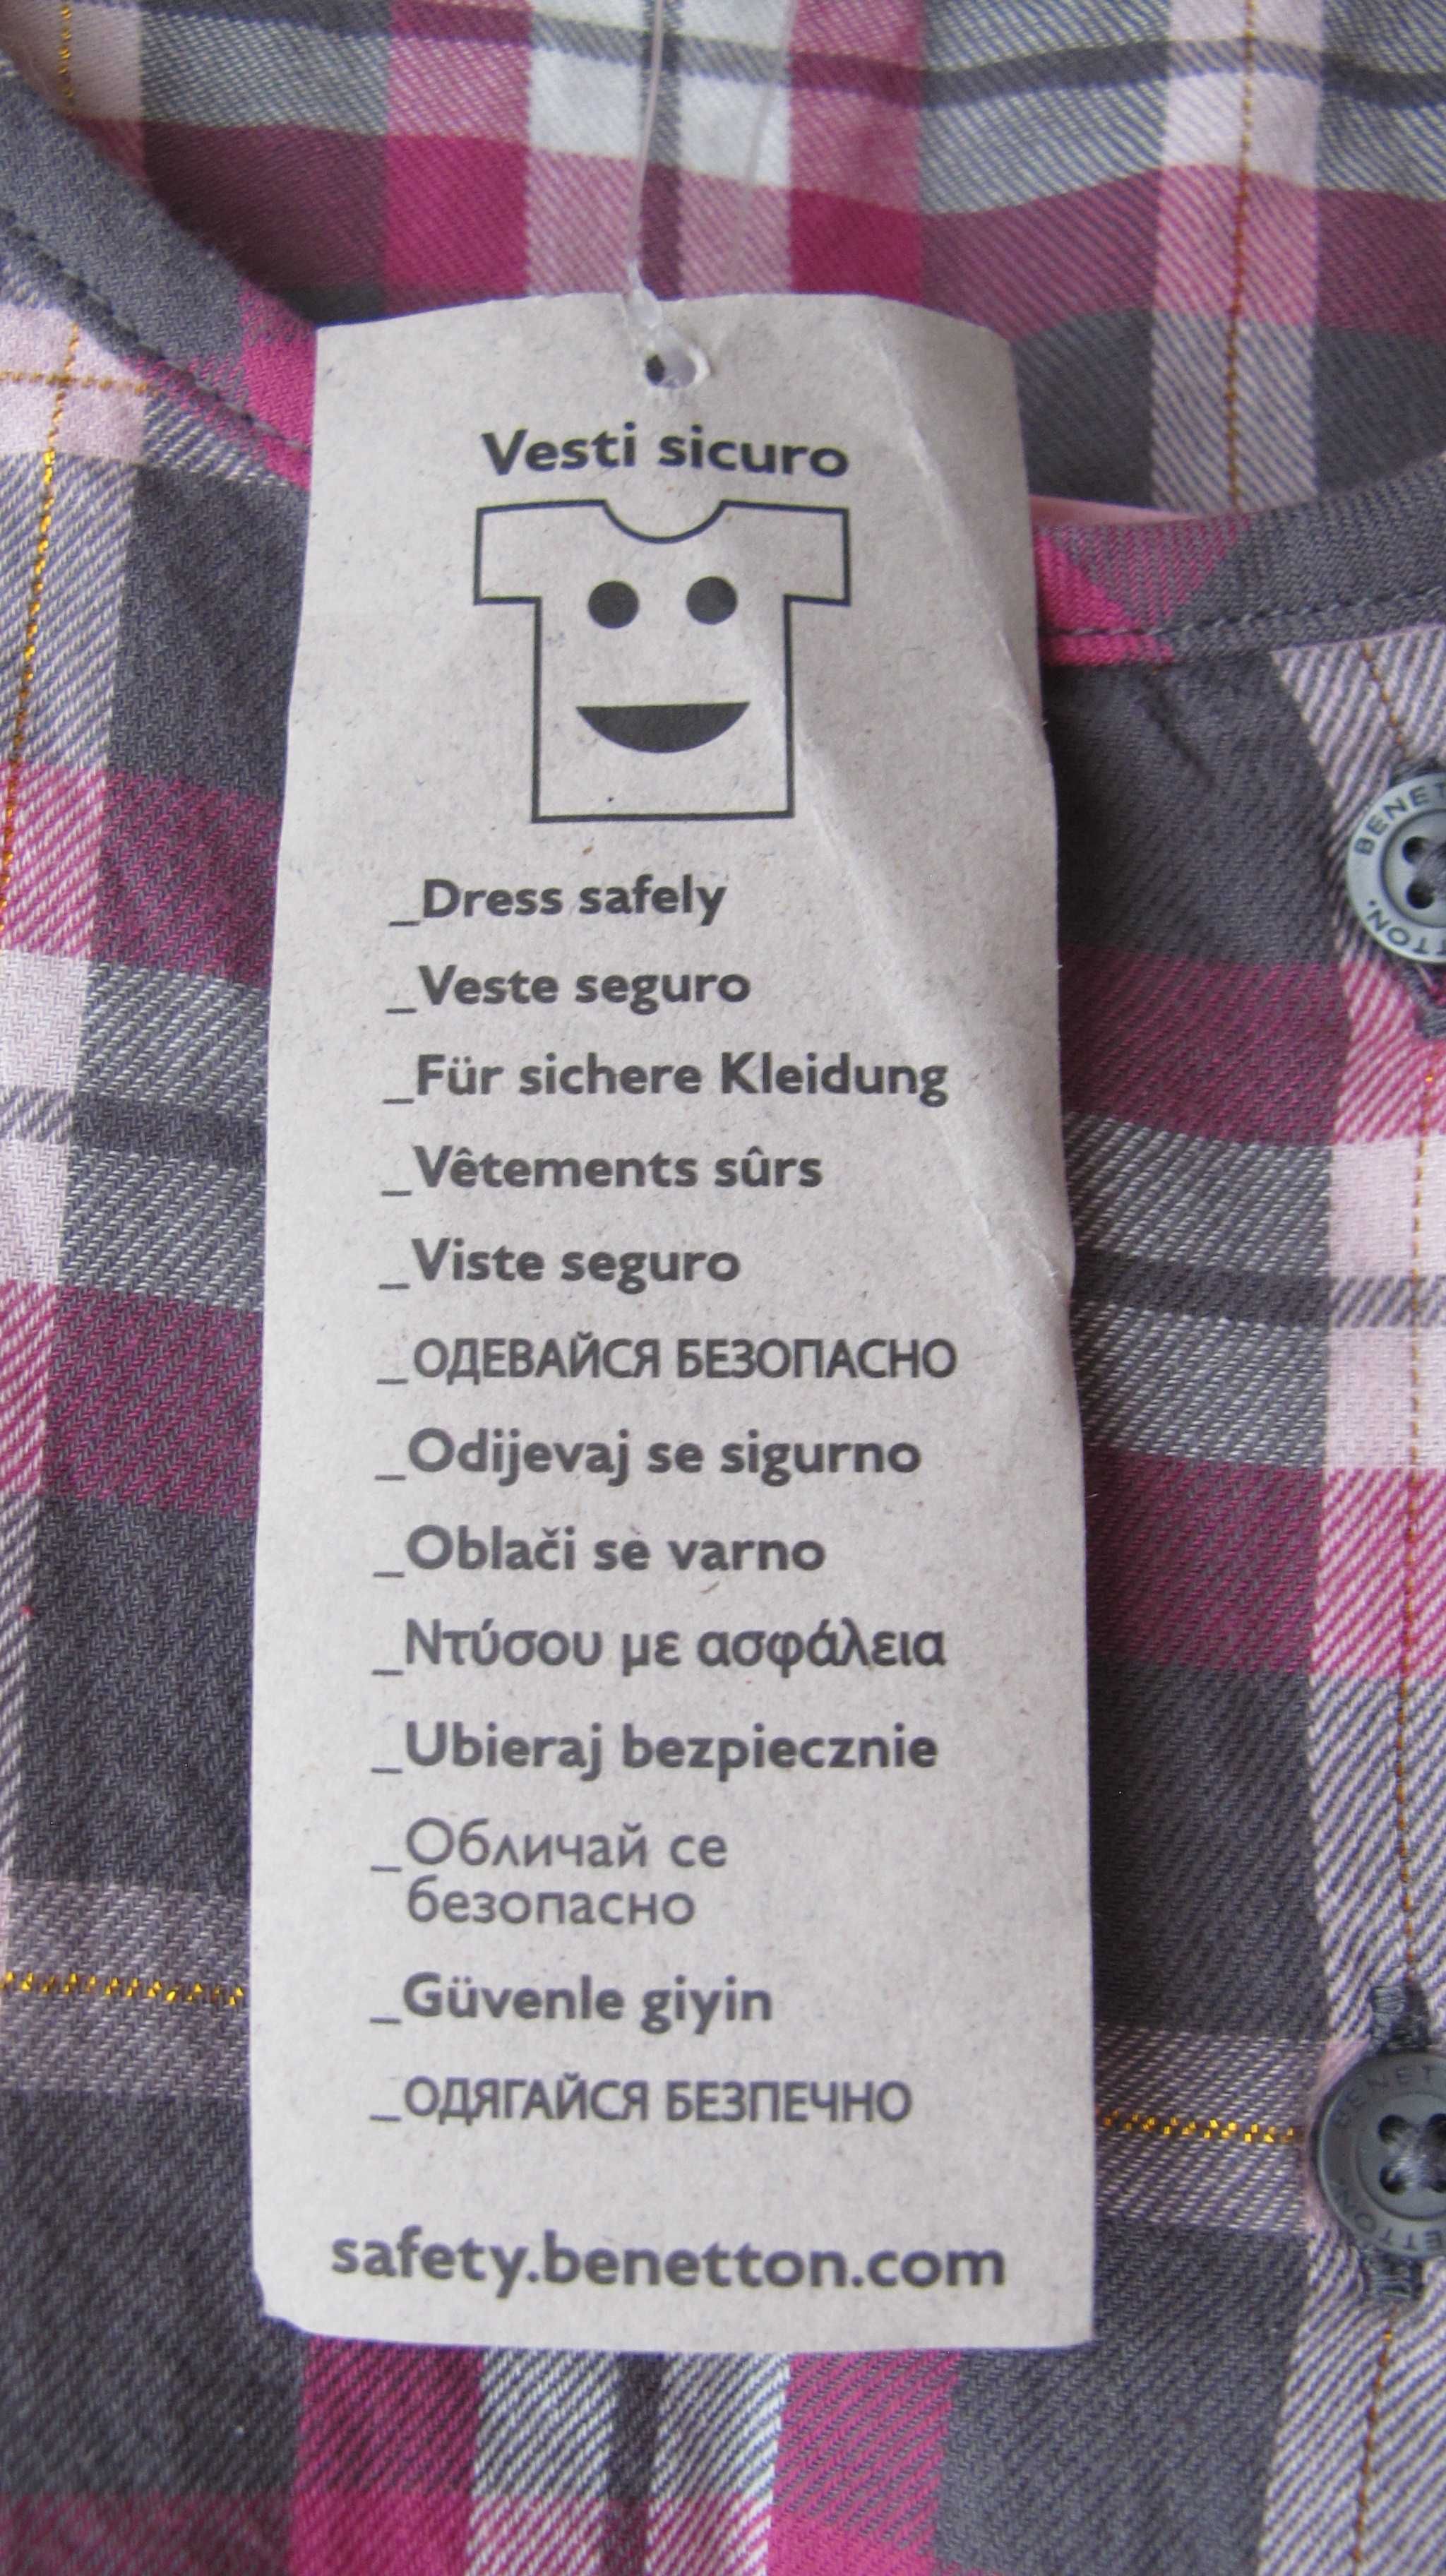 Vesti sicuro
_Dress safely
_Veste seguro
_Für sichere Kleidung
_Vêtements sûrs
_Viste seguro
_ОДЕВАЙСЯ БЕЗОПАСНО
_Odijevaj se sigurno
_Oblači se varno
_Ντύσου με ασφάλεια
_Ubieraj bezpiecznie
_Обличай се
безопасно
_Güvenle giyin
_ОДЯГАЙСЯ БЕЗПЕЧНО
safety.benetton.com